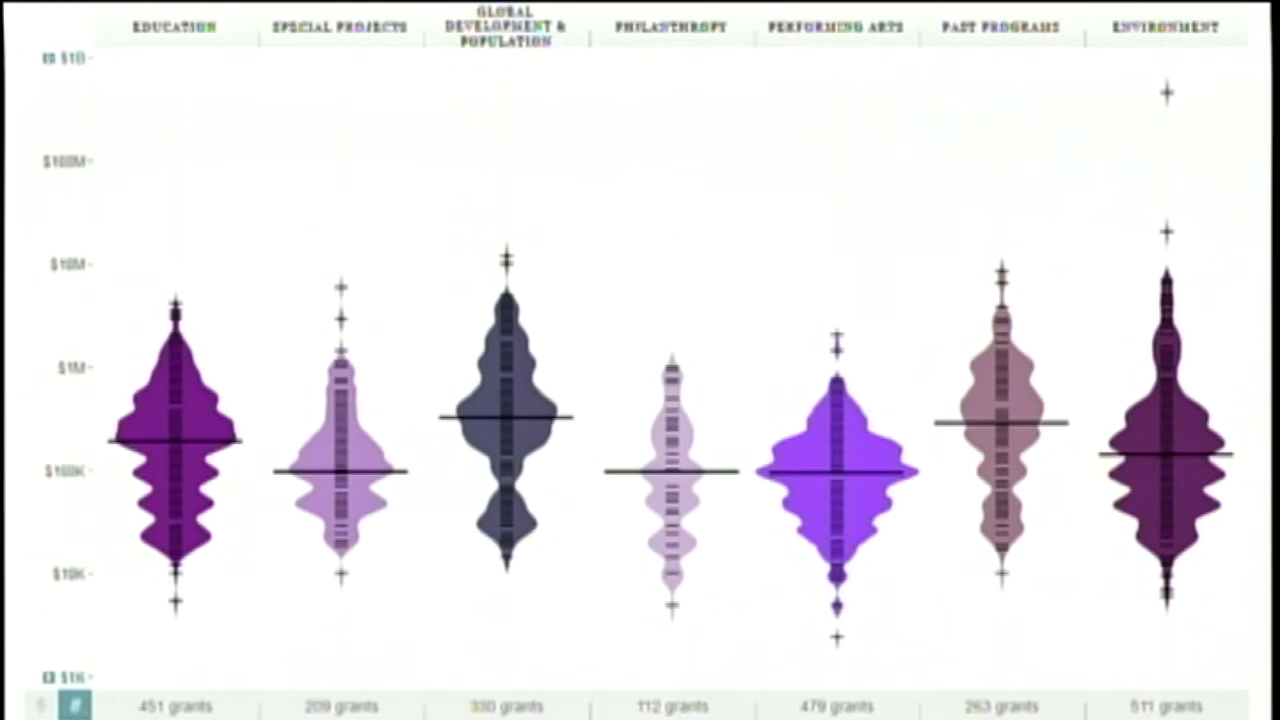 EDUCATION
SPECIAL PROJECTS
GLOBAL
DEVELOPMENT &
POPULATION
PHILANTHROPY
PERFORMING ARTS
PAST PROGRAMS
ENVIRONMENT
$1B
$100M
$10M
$1M
$100K
$10K
$1K
$
#
451 grants
209 grants
330 grants
112 grants
479 grants
263 grants
511 grants